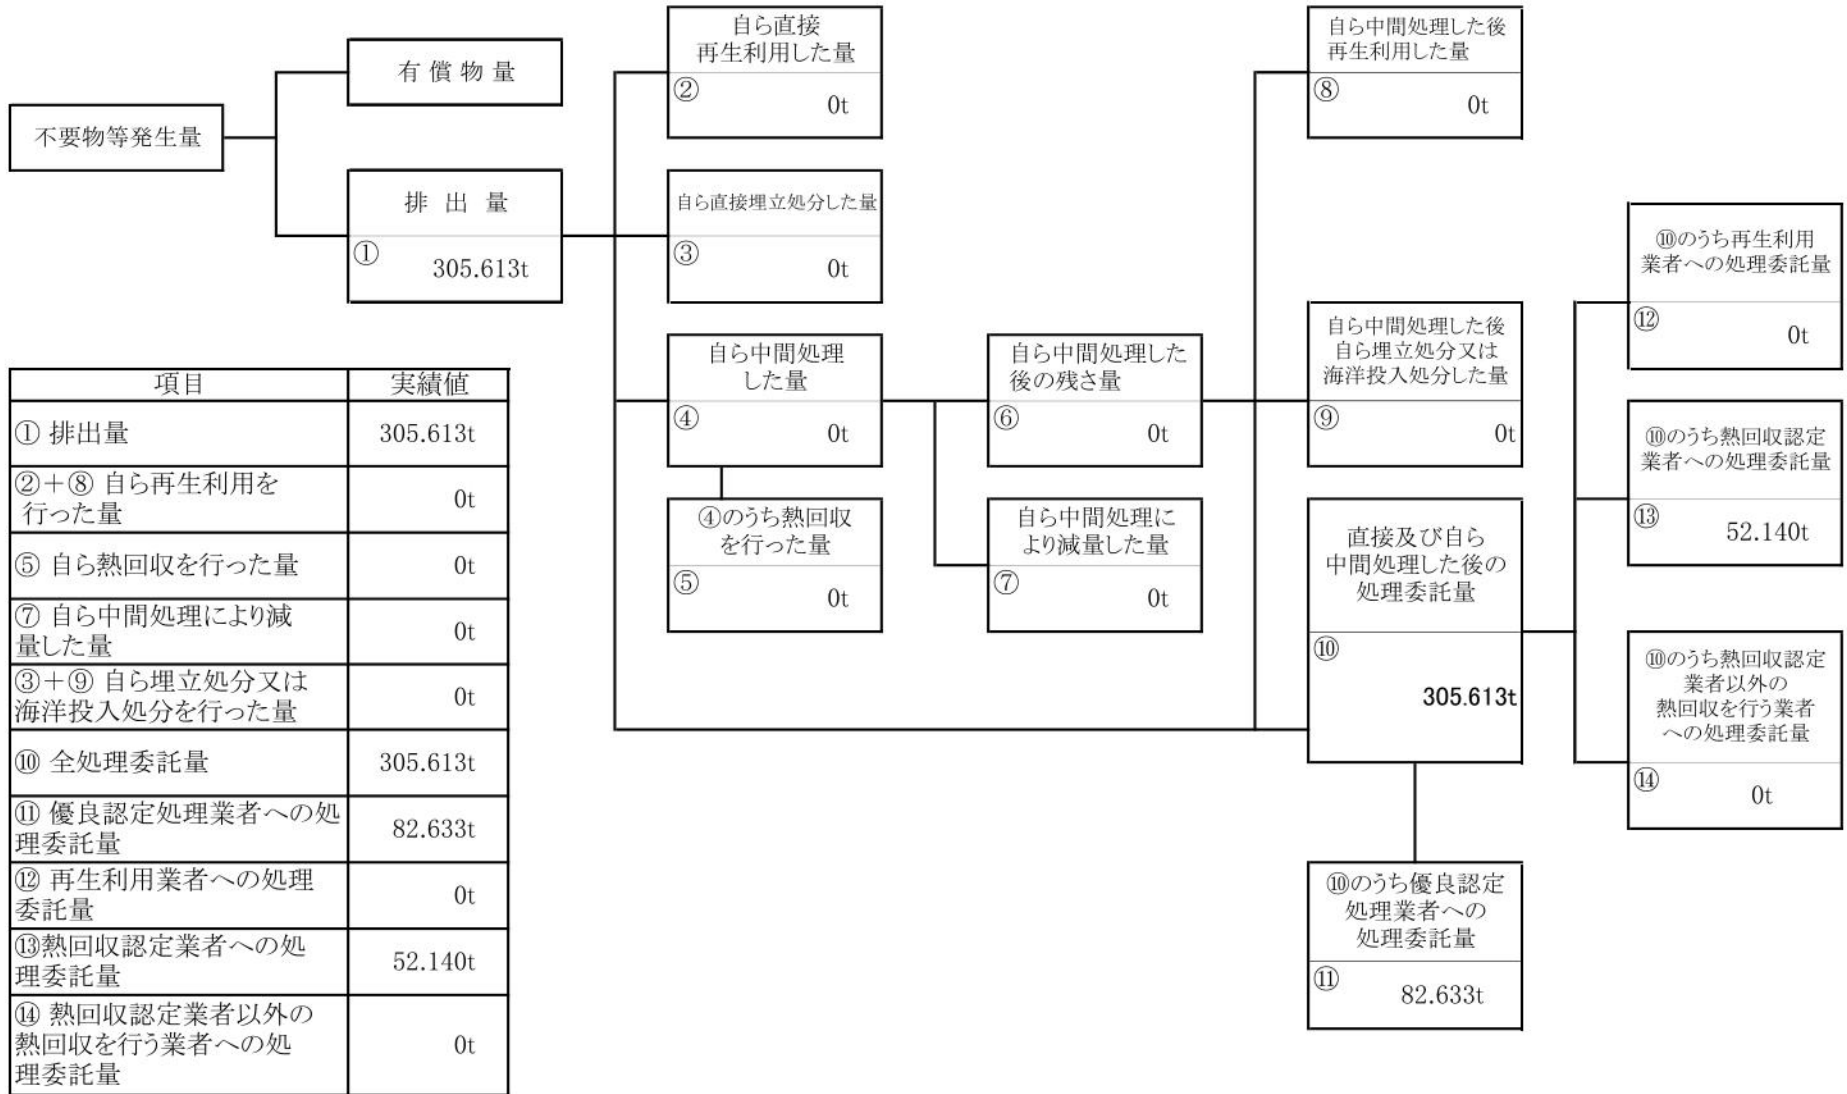 不要物等発生量
有償物量
排出量
①
305.613t
自ら直接
再生利用した量
②
0t
自ら直接埋立処分した量
③
0t
自ら中間処理
した量
④
0t
④のうち熱回収
を行った量
⑤
0t
自ら中間処理した
後の残さ量
⑥
0t
自ら中間処理に
より減量した量
⑦
0t
自ら中間処理した後
再生利用した量
⑧
0t
自ら中間処理した後
自ら埋立処分又は
海洋投入処分した量
⑨
0t
直接及び自ら
中間処理した後の
処理委託量
⑩
305.613t
⑩のうち優良認定
処理業者への
処理委託量
⑪
82.633t
⑩のうち再生利用
業者への処理委託量
⑫
0t
⑩のうち熱回収認定
業者への処理委託量
⑬
52.140t
⑩のうち熱回収認定
業者以外の
熱回収を行う業者
への処理委託量
⑭
0t
項目 実績値
① 排出量 305.613t
②+⑧ 自ら再生利用を
行った量 0t
⑤ 自ら熱回収を行った量 0t
⑦ 自ら中間処理により減
量した量 0t
③+⑨ 自ら埋立処分又は
海洋投入処分を行った量 0t
⑩ 全処理委託量 305.613t
⑪ 優良認定処理業者への処
理委託量 82.633t
⑫ 再生利用業者への処理
委託量 0t
⑬熱回収認定業者への処
理委託量 52.140t
⑭ 熱回収認定業者以外の
熱回収を行う業者への処
理委託量 0t